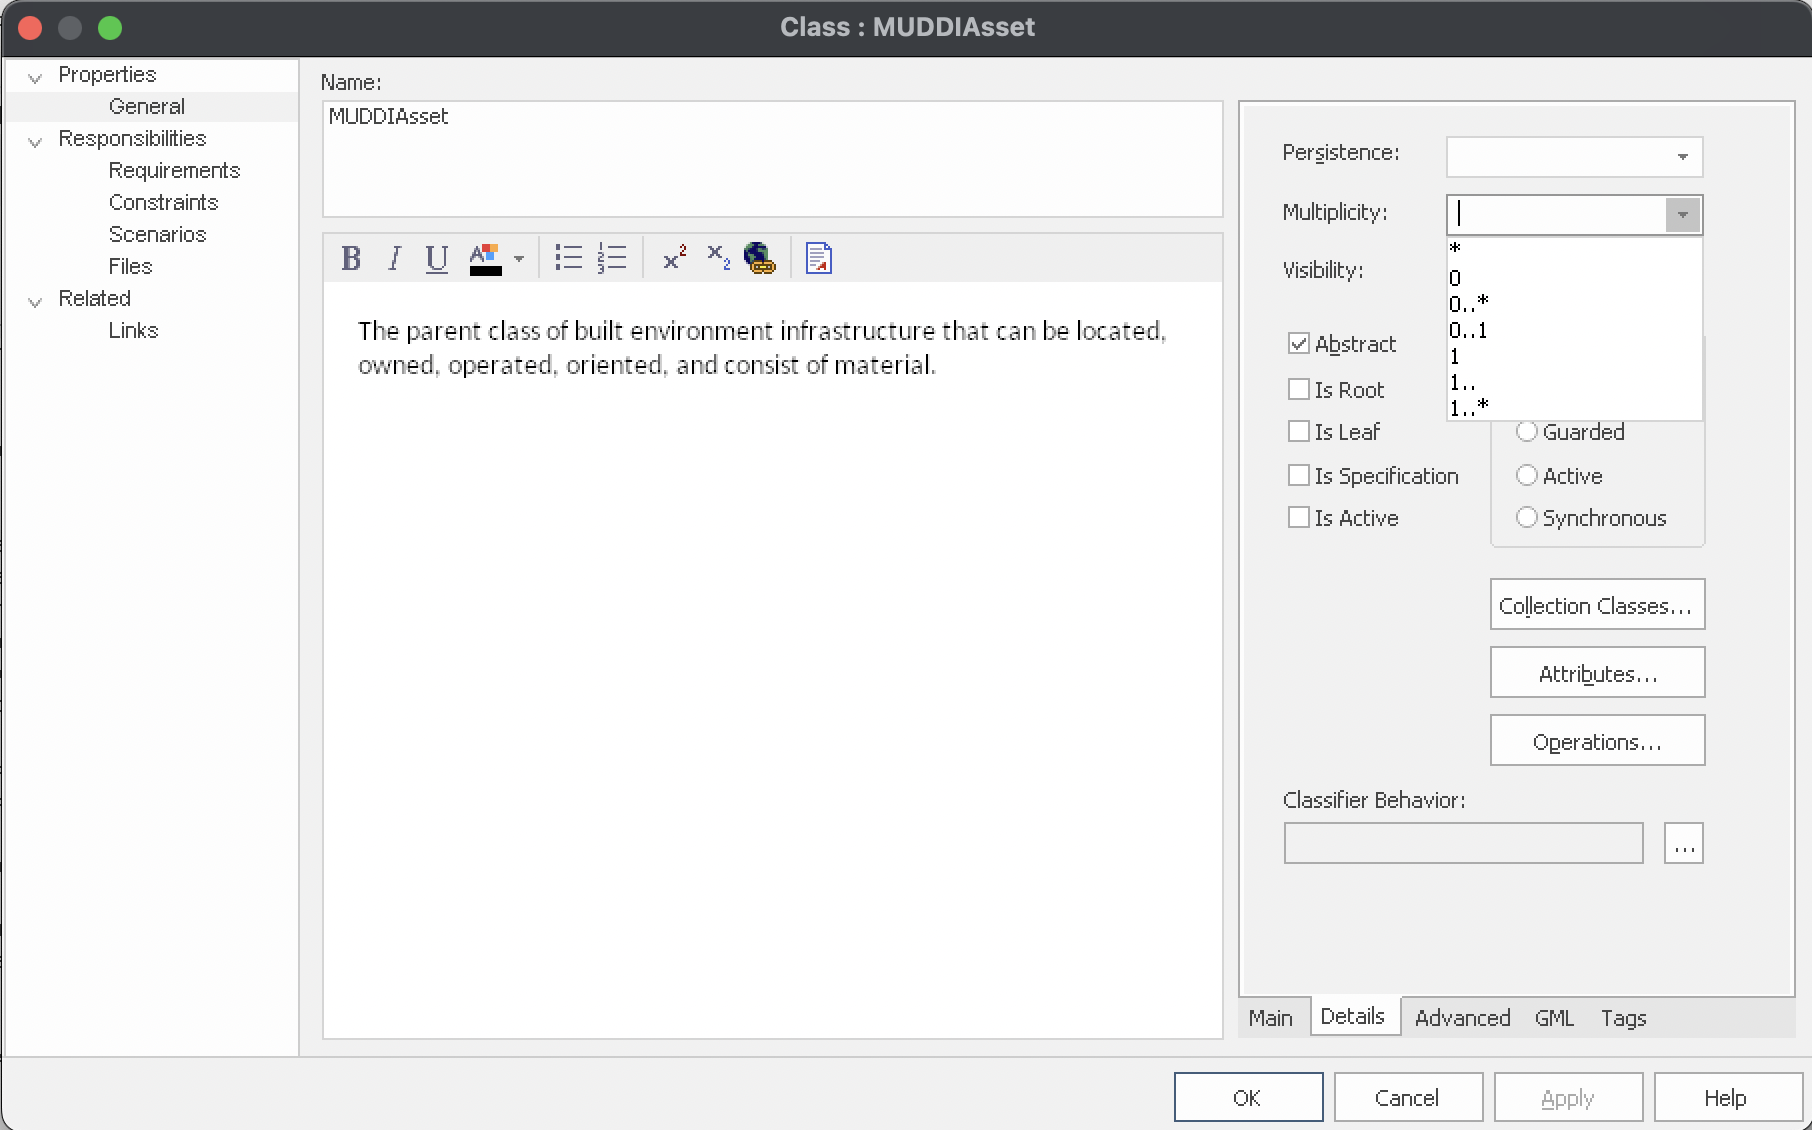 Class : MUDDIAsset
Properties
General
Responsibilities
Requirements
Constraints
Scenarios
Files
Related
Links
Name:
MUDDIAsset
B I U A x² x₂
The parent class of built environment infrastructure that can be located,
owned, operated, oriented, and consist of material.
Persistence:
Multiplicity:
*
0
0..*
0..1
1
1..
1..*
Visibility:
Abstract
Is Root
Is Leaf
Is Specification
Is Active
Guarded
Active
Synchronous
Collection Classes...
Attributes...
Operations...
Classifier Behavior:
...
Main Details Advanced GML Tags
OK Cancel Apply Help